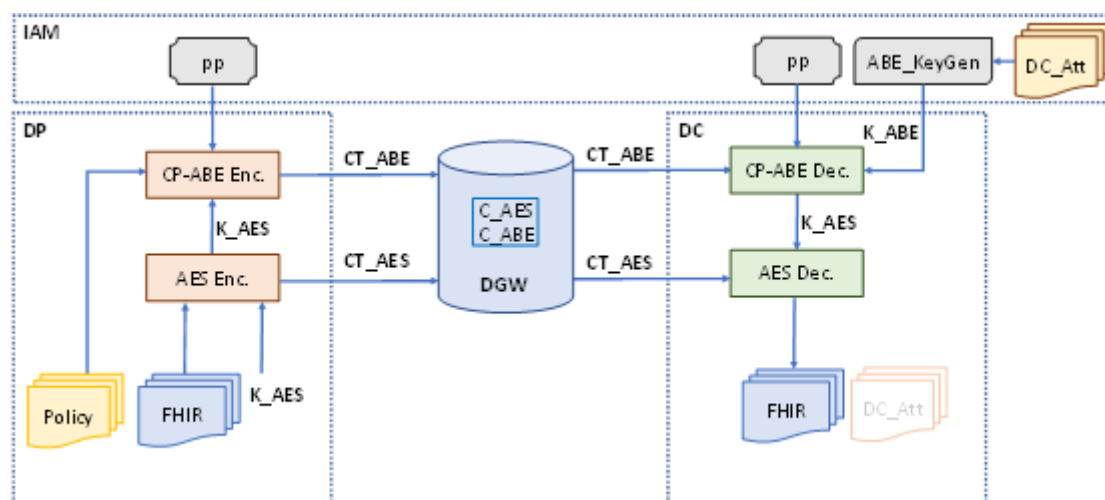 IAM
pp
pp
ABE_KeyGen
DC_Att
DP
DC
K_ABE
CP-ABE Enc.
CT_ABE
CT_ABE
CP-ABE Dec.
K_AES
C_AES
C_ABE
K_AES
AES Enc.
CT_AES
DGW
CT_AES
AES Dec.
Policy
FHIR
K_AES
FHIR
DC_Att